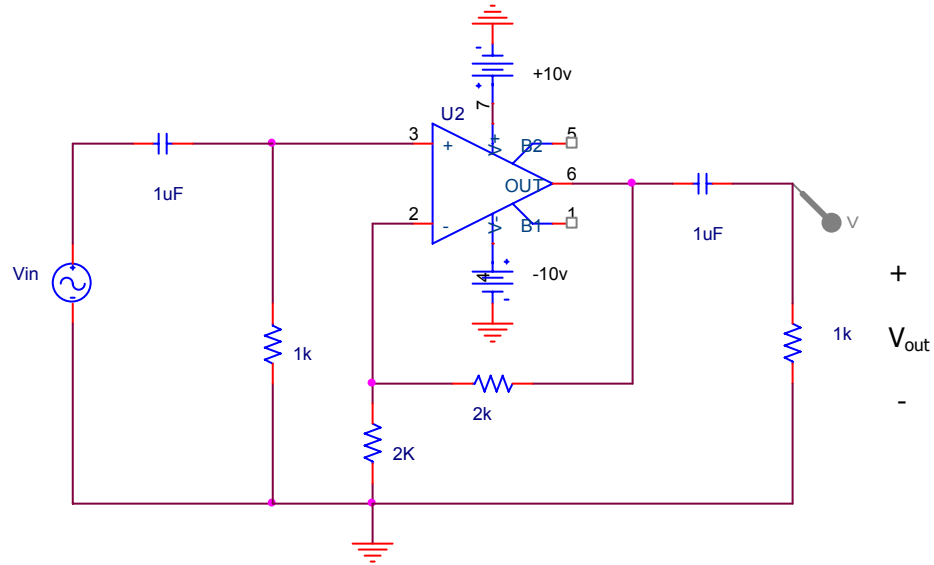 +10v
7
U2
5
3
+
V+
B2
1uF
OUT
6
2
-
V-
B1
1
1uF
V
Vin
4
-10v
+
1k
1k
Vout
2k
-
2K